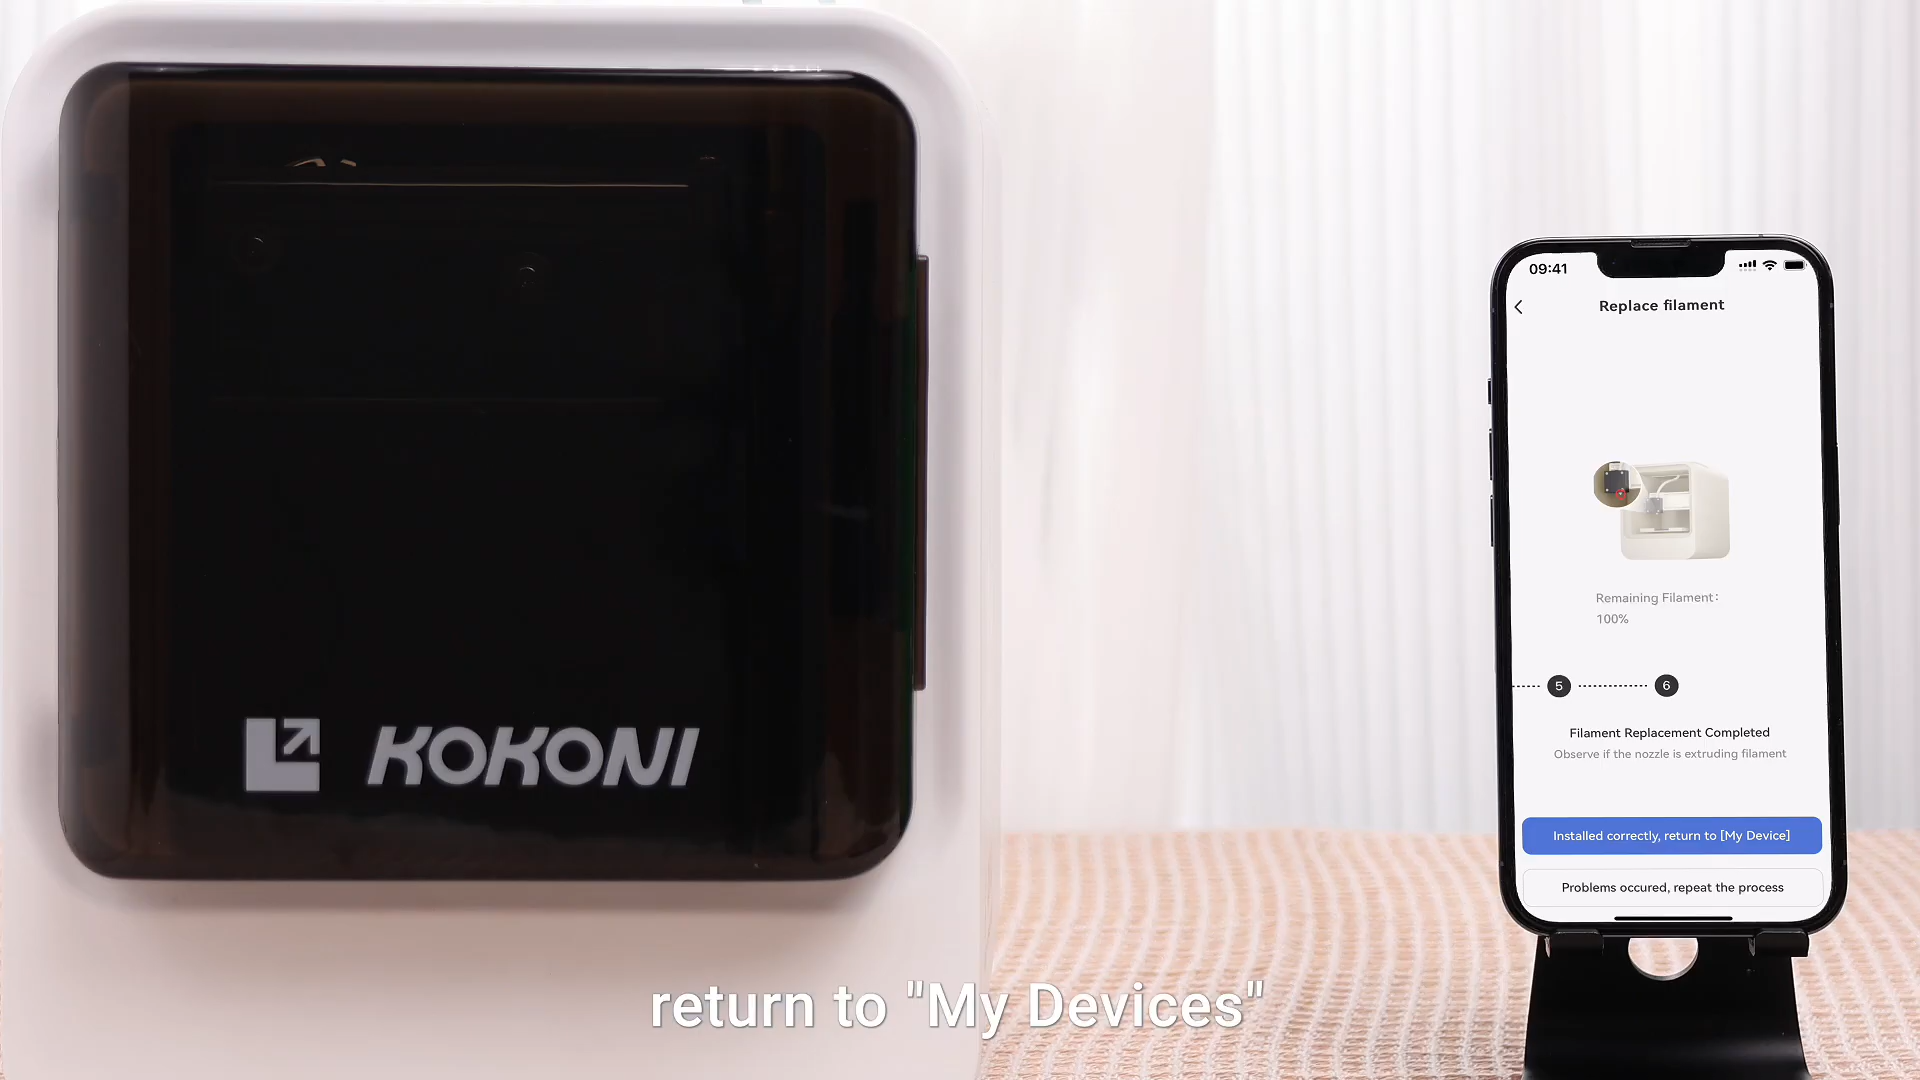 KOKONI
09:41
Replace filament
Remaining Filament:
100%
5
6
Filament Replacement Completed
Observe if the nozzle is extruding filament
Installed correctly, return to [My Device]
Problems occured, repeat the process
return to "My Devices"